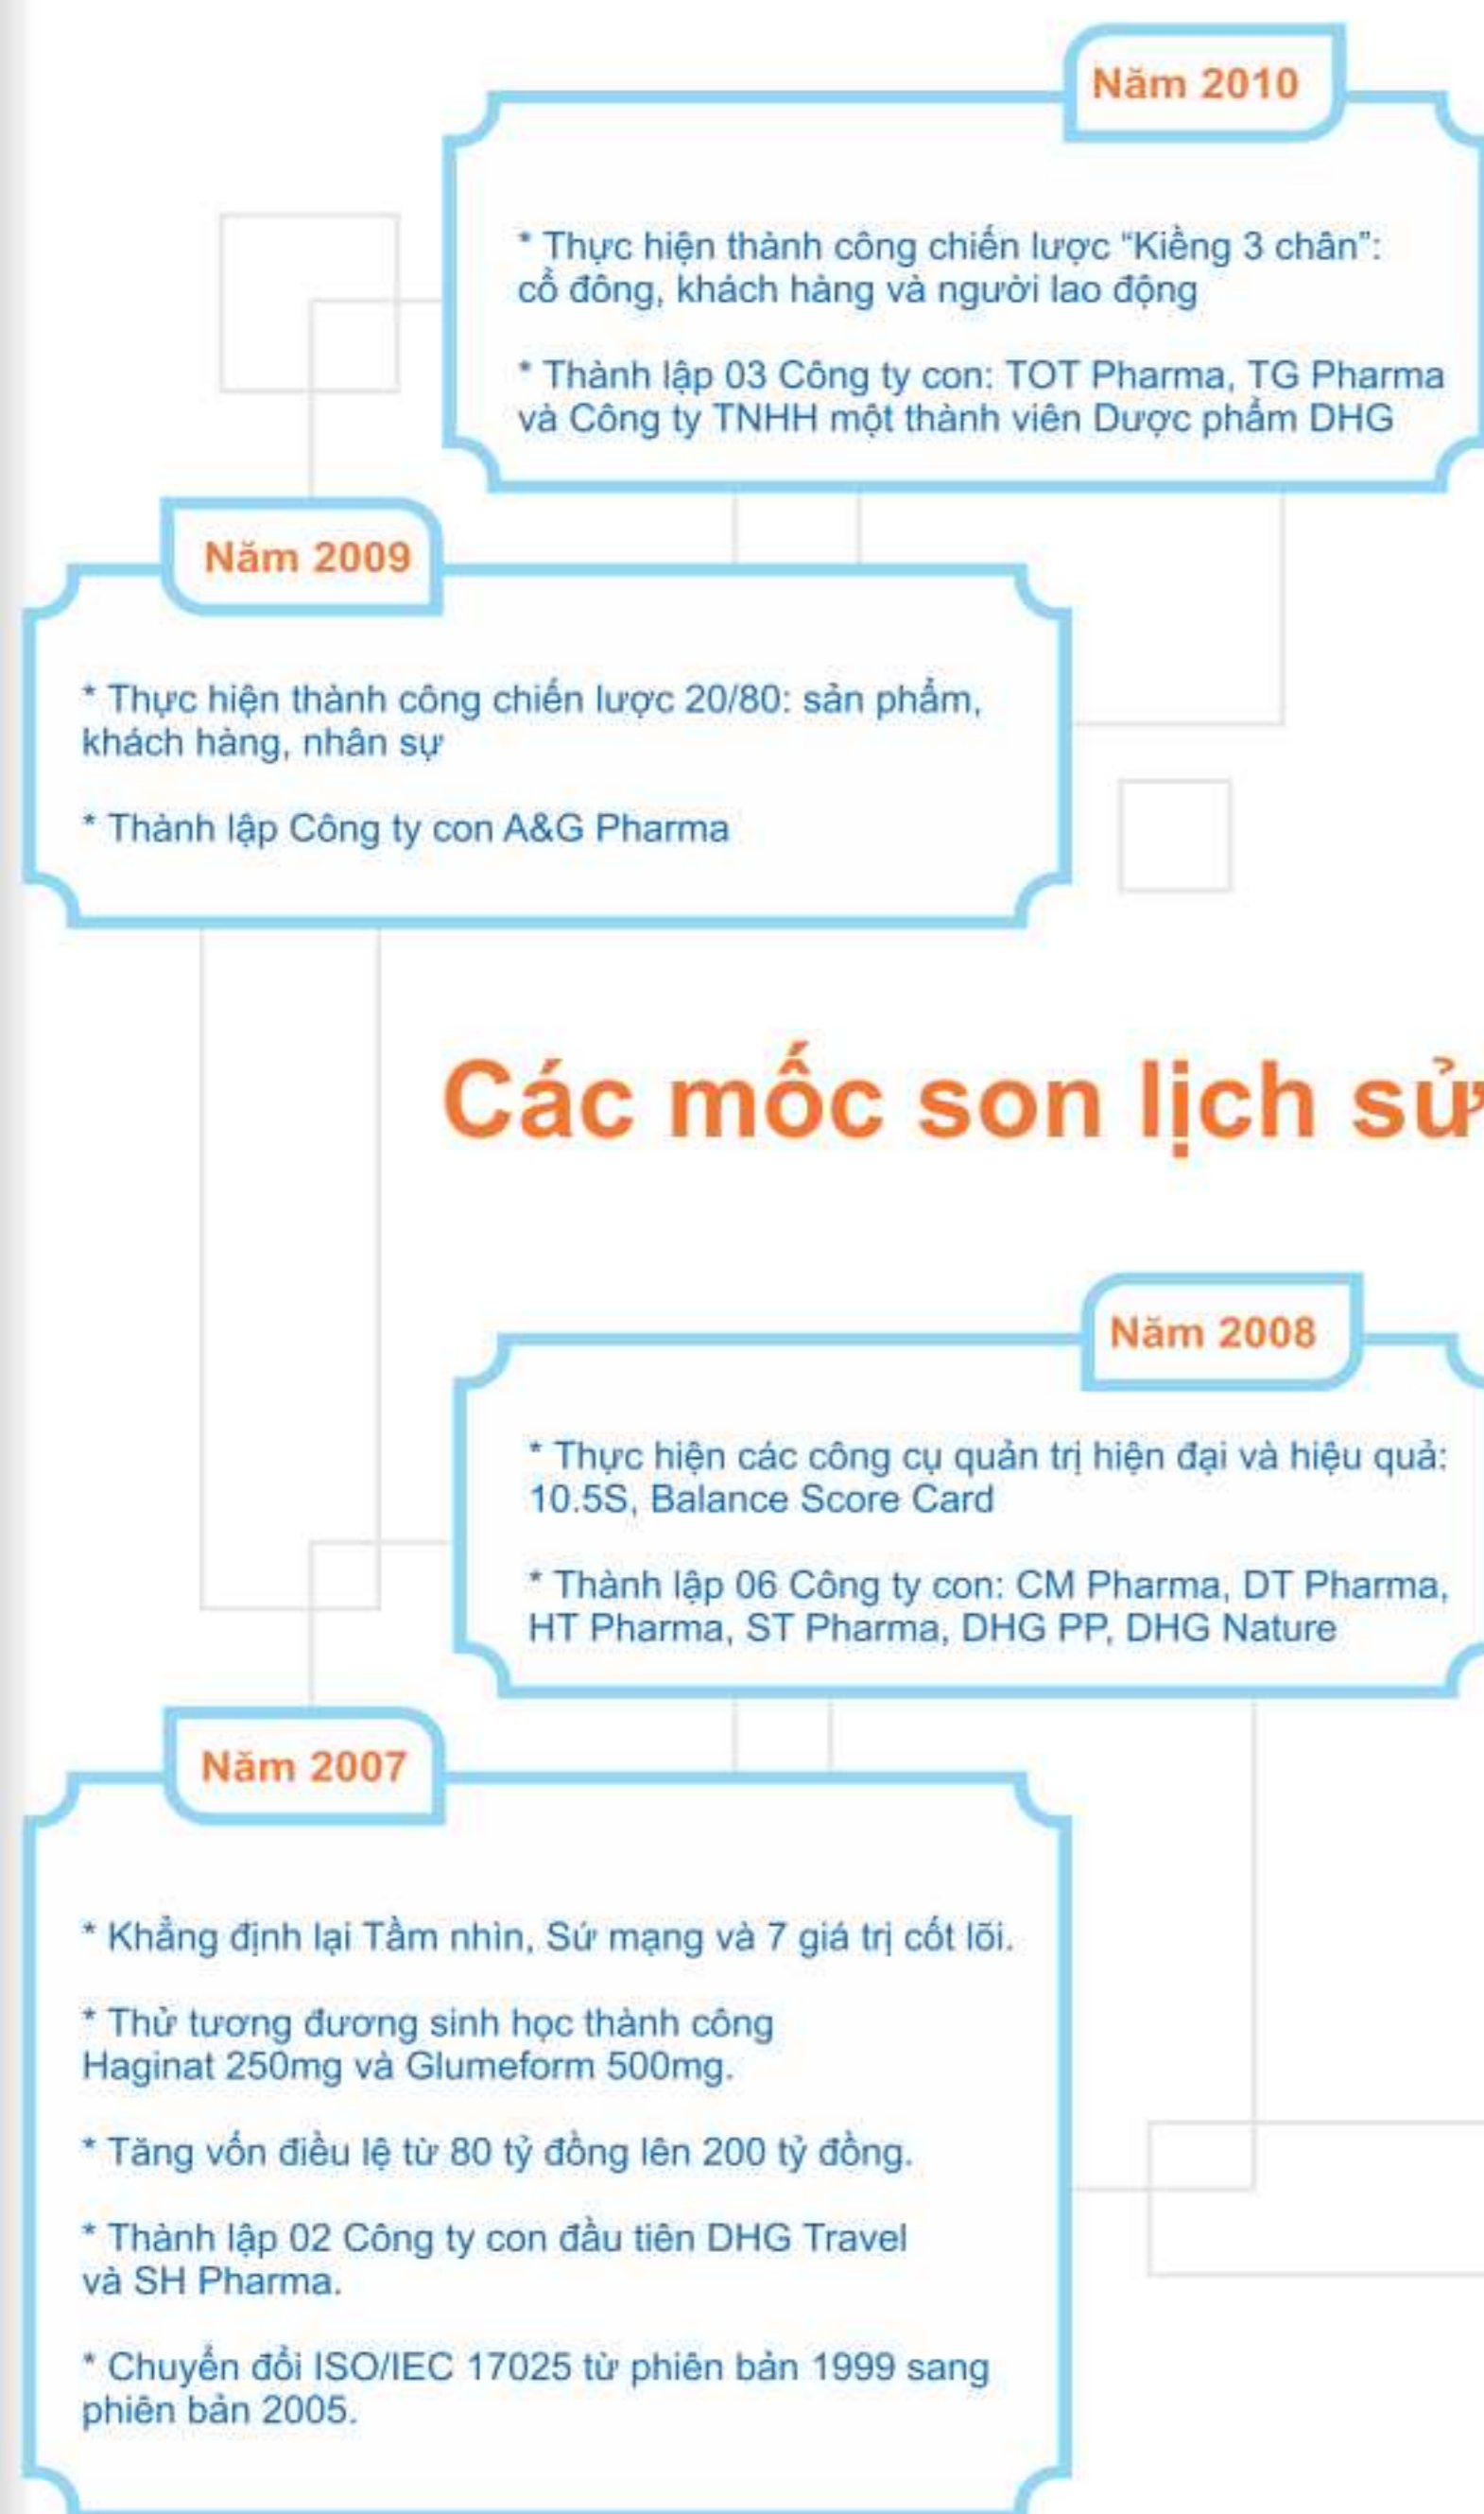 Năm 2010
* Thực hiện thành công chiến lược “Kiềng 3 chân”:
cổ đông, khách hàng và người lao động
* Thành lập 03 Công ty con: TOT Pharma, TG Pharma
và Công ty TNHH một thành viên Dược phẩm DHG
Năm 2009
* Thực hiện thành công chiến lược 20/80: sản phẩm,
khách hàng, nhân sự
* Thành lập Công ty con A&G Pharma
Các mốc son lịch sử
Năm 2008
* Thực hiện các công cụ quản trị hiện đại và hiệu quả:
10.5S, Balance Score Card
* Thành lập 06 Công ty con: CM Pharma, DT Pharma,
HT Pharma, ST Pharma, DHG PP, DHG Nature
Năm 2007
* Khẳng định lại Tầm nhìn, Sứ mạng và 7 giá trị cốt lõi.
* Thử tương đương sinh học thành công
Haginat 250mg và Glumeform 500mg.
* Tăng vốn điều lệ từ 80 tỷ đồng lên 200 tỷ đồng.
* Thành lập 02 Công ty con đầu tiên DHG Travel
và SH Pharma.
* Chuyển đổi ISO/IEC 17025 từ phiên bản 1999 sang
phiên bản 2005.